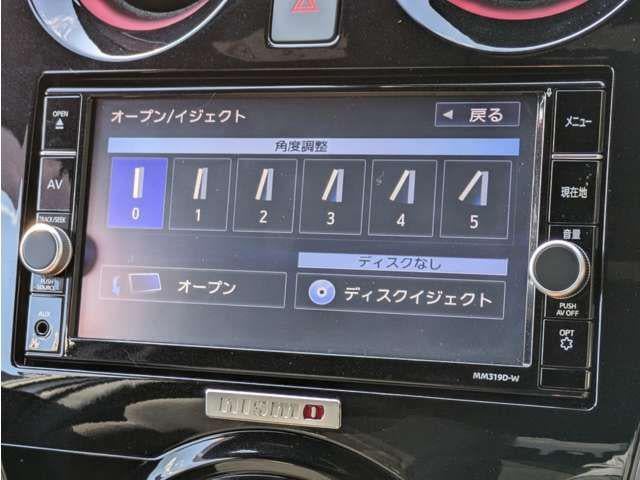 OPEN
AV
TRACK/SEEK
PUSH
SOURCE
AUX
オープン/イジェクト
戻る
角度調整
0
1
2
3
4
5
ディスクなし
オープン
ディスクイジェクト
メニュー
現在地
音量
PUSH
AV OFF
OPT
MM319D-W
nismo